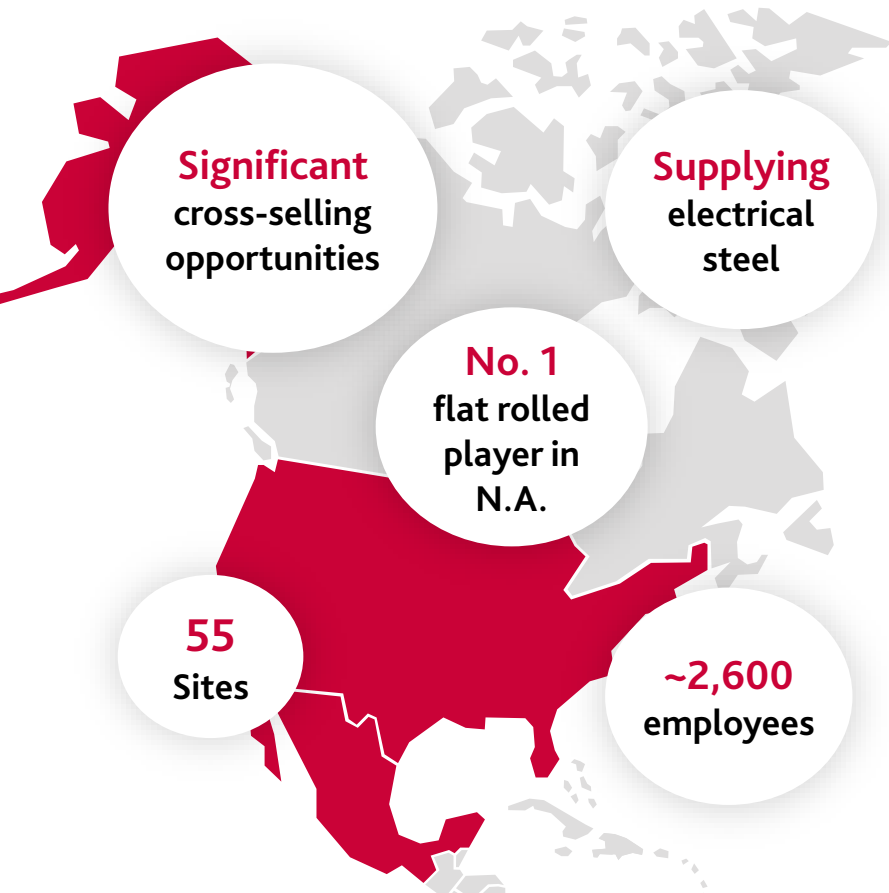 Significant
cross-selling
opportunities
Supplying
electrical
steel
No. 1
flat rolled
player in
N.A.
55
Sites
~2,600
employees